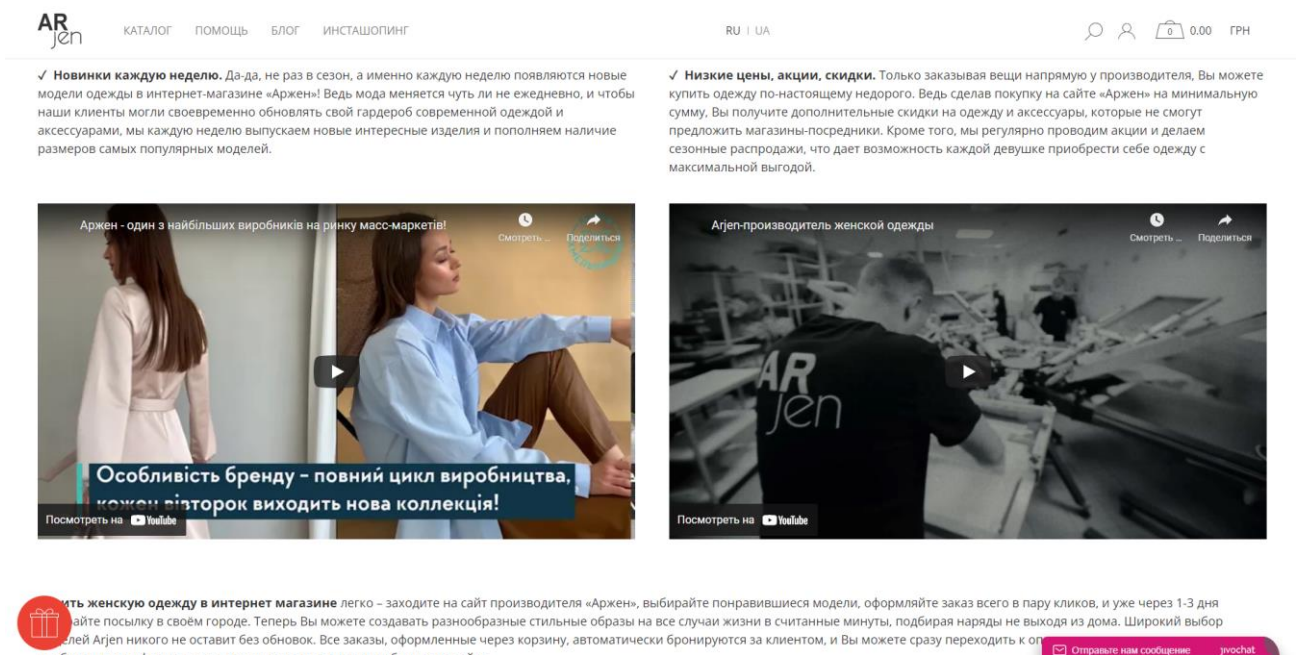 AR
jen
КАТАЛОГ ПОМОЩЬ БЛОГ ИНСТАШОПИНГ
RU | UA
0 0.00 ГРН
✓ Новинки каждую неделю. Да-да, не раз в сезон, а именно каждую неделю появляются новые
модели одежды в интернет-магазине «Аржен»! Ведь мода меняется чуть ли не ежедневно, и чтобы
наши клиенты могли своевременно обновлять свой гардероб современной одеждой и
аксессуарами, мы каждую неделю выпускаем новые интересные изделия и пополняем наличие
размеров самых популярных моделей.
✓ Низкие цены, акции, скидки. Только заказывая вещи напрямую у производителя, Вы можете
купить одежду по-настоящему недорого. Ведь сделав покупку на сайте «Аржен» на минимальную
сумму, Вы получите дополнительные скидки на одежду и аксессуары, которые не смогут
предложить магазины-посредники. Кроме того, мы регулярно проводим акции и делаем
сезонные распродажи, что дает возможность каждой девушке приобрести себе одежду с
максимальной выгодой.
Аржен - один з найбільших виробників на ринку масс-маркетів!
Смотреть ...
Поделиться
Особливість бренду – повний цикл виробництва,
кожен вівторок виходить нова коллекція!
Посмотреть на YouTube
Arjen-производитель женской одежды
Смотреть ...
Поделиться
AR
jen
Посмотреть на YouTube
ить женскую одежду в интернет магазине легко – заходите на сайт производителя «Аржен», выбирайте понравившиеся модели, оформляйте заказ всего в пару кликов, и уже через 1-3 дня
айте посылку в своём городе. Теперь Вы можете создавать разнообразные стильные образы на все случаи жизни в считанные минуты, подбирая наряды не выходя из дома. Широкий выбор
елей Arjen никого не оставит без обновок. Все заказы, оформленные через корзину, автоматически бронируются за клиентом, и Вы можете сразу переходить к
Отправьте нам сообщение jivochat